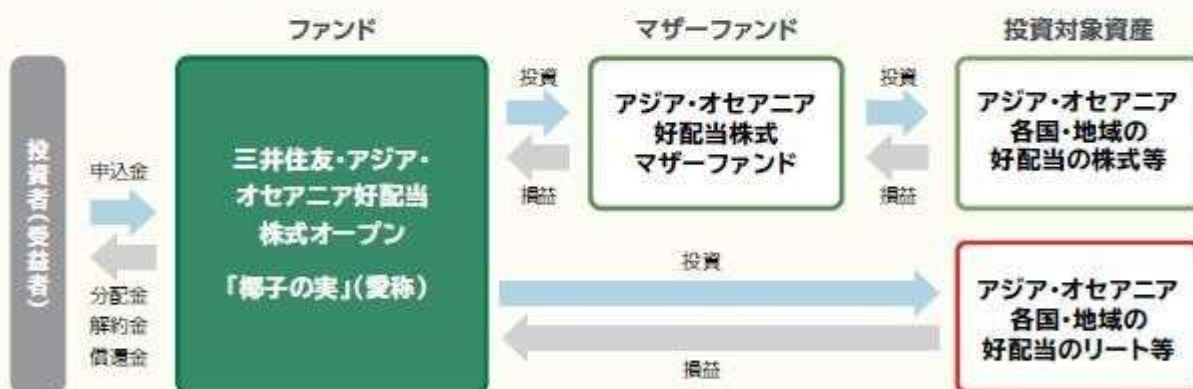 ファンド
マザーファンド
投資対象資産
投資者(受益者)
申込金
分配金
解約金
償還金
三井住友・アジア・
オセアニア好配当
株式オープン
「椰子の実」(愛称)
投資
損益
アジア・オセアニア
好配当株式
マザーファンド
投資
損益
アジア・オセアニア
各国・地域の
好配当の株式等
投資
損益
アジア・オセアニア
各国・地域の
好配当のリート等